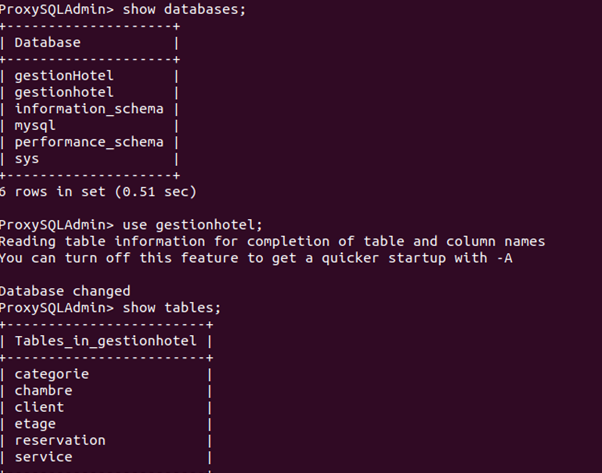 ProxySQLAdmin> show databases;
+--------------------+
| Database           |
+--------------------+
| gestionHotel       |
| gestionhotel       |
| information_schema |
| mysql              |
| performance_schema |
| sys                |
+--------------------+
6 rows in set (0.51 sec)
ProxySQLAdmin> use gestionhotel;
Reading table information for completion of table and column names
You can turn off this feature to get a quicker startup with -A
Database changed
ProxySQLAdmin> show tables;
+------------------------+
| Tables_in_gestionhotel |
+------------------------+
| categorie              |
| chambre                |
| client                 |
| etage                  |
| reservation            |
| service                |